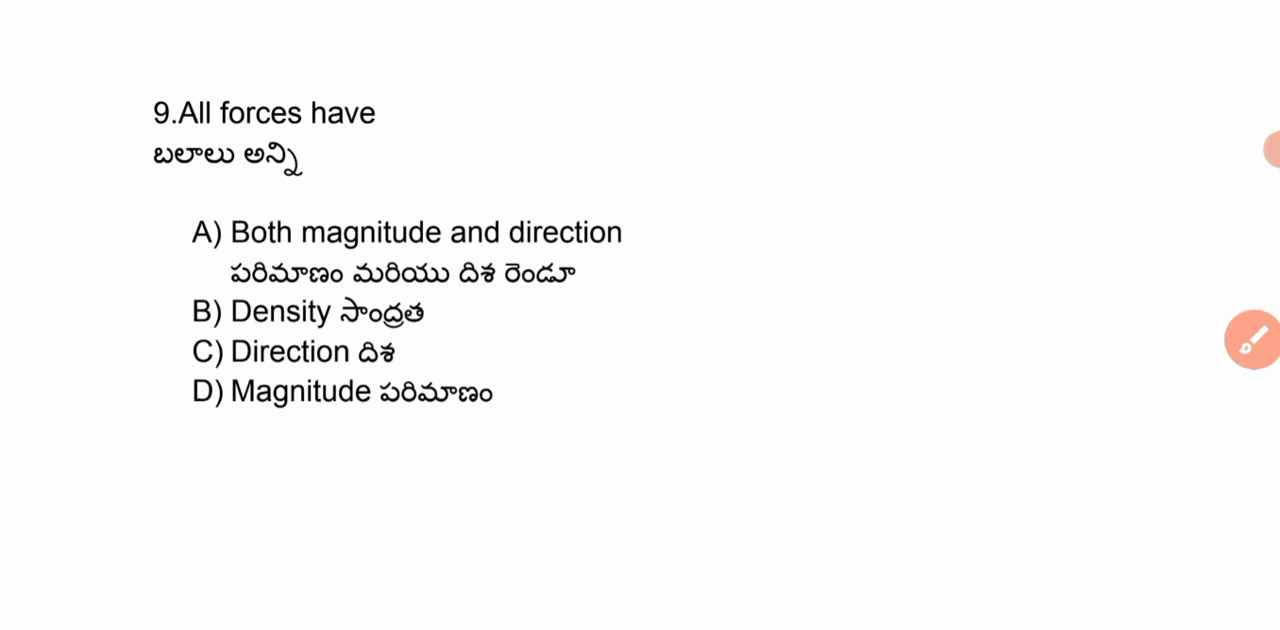 9.All forces have
బలాలు అన్ని
A) Both magnitude and direction
పరిమాణం మరియు దిశ రెండూ
B) Density సాంద్రత
C) Direction దిశ
D) Magnitude పరిమాణం